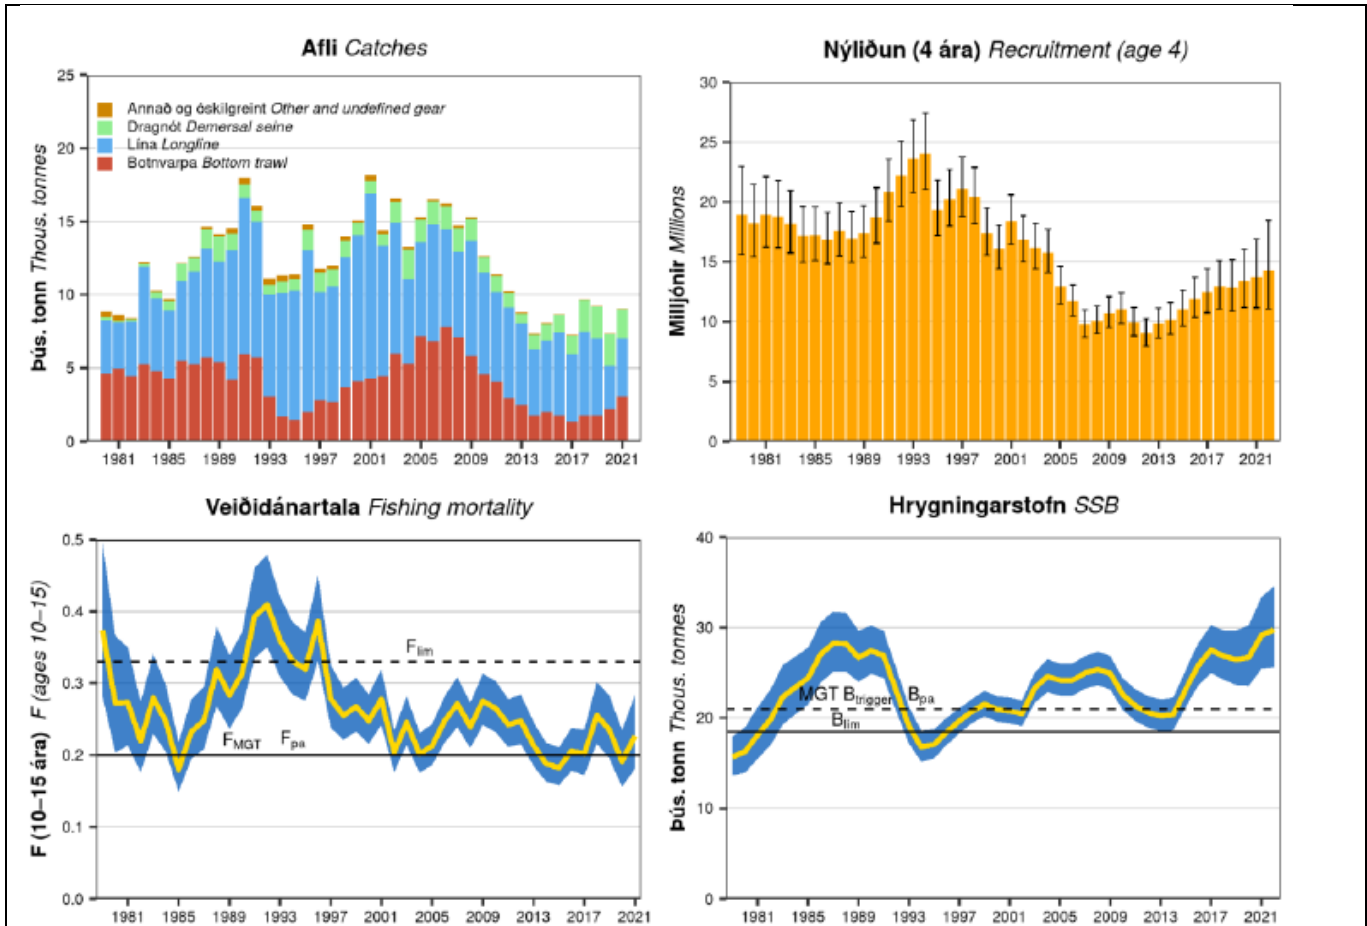 Afli Catches
Þús. tonn Thous. tonnes
25
20
15
10
5
0
Annað og óskilgreint Other and undefined gear
Dragnót Demersal seine
Lína Longline
Botnvarpa Bottom trawl
1981 1985 1989 1993 1997 2001 2005 2009 2013 2017 2021
Nýliðun (4 ára) Recruitment (age 4)
Milljónir Millions
30
25
20
15
10
5
0
1981 1985 1989 1993 1997 2001 2005 2009 2013 2017 2021
Veiðidánartala Fishing mortality
F (10–15 ára) F (ages 10–15)
0.5
0.4
0.3
0.2
0.1
0.0
Flim
FMGT Fpa
1981 1985 1989 1993 1997 2001 2005 2009 2013 2017 2021
Hrygningarstofn SSB
Þús. tonn Thous. tonnes
40
30
20
10
0
MGT Btrigger Bpa
Blim
1981 1985 1989 1993 1997 2001 2005 2009 2013 2017 2021